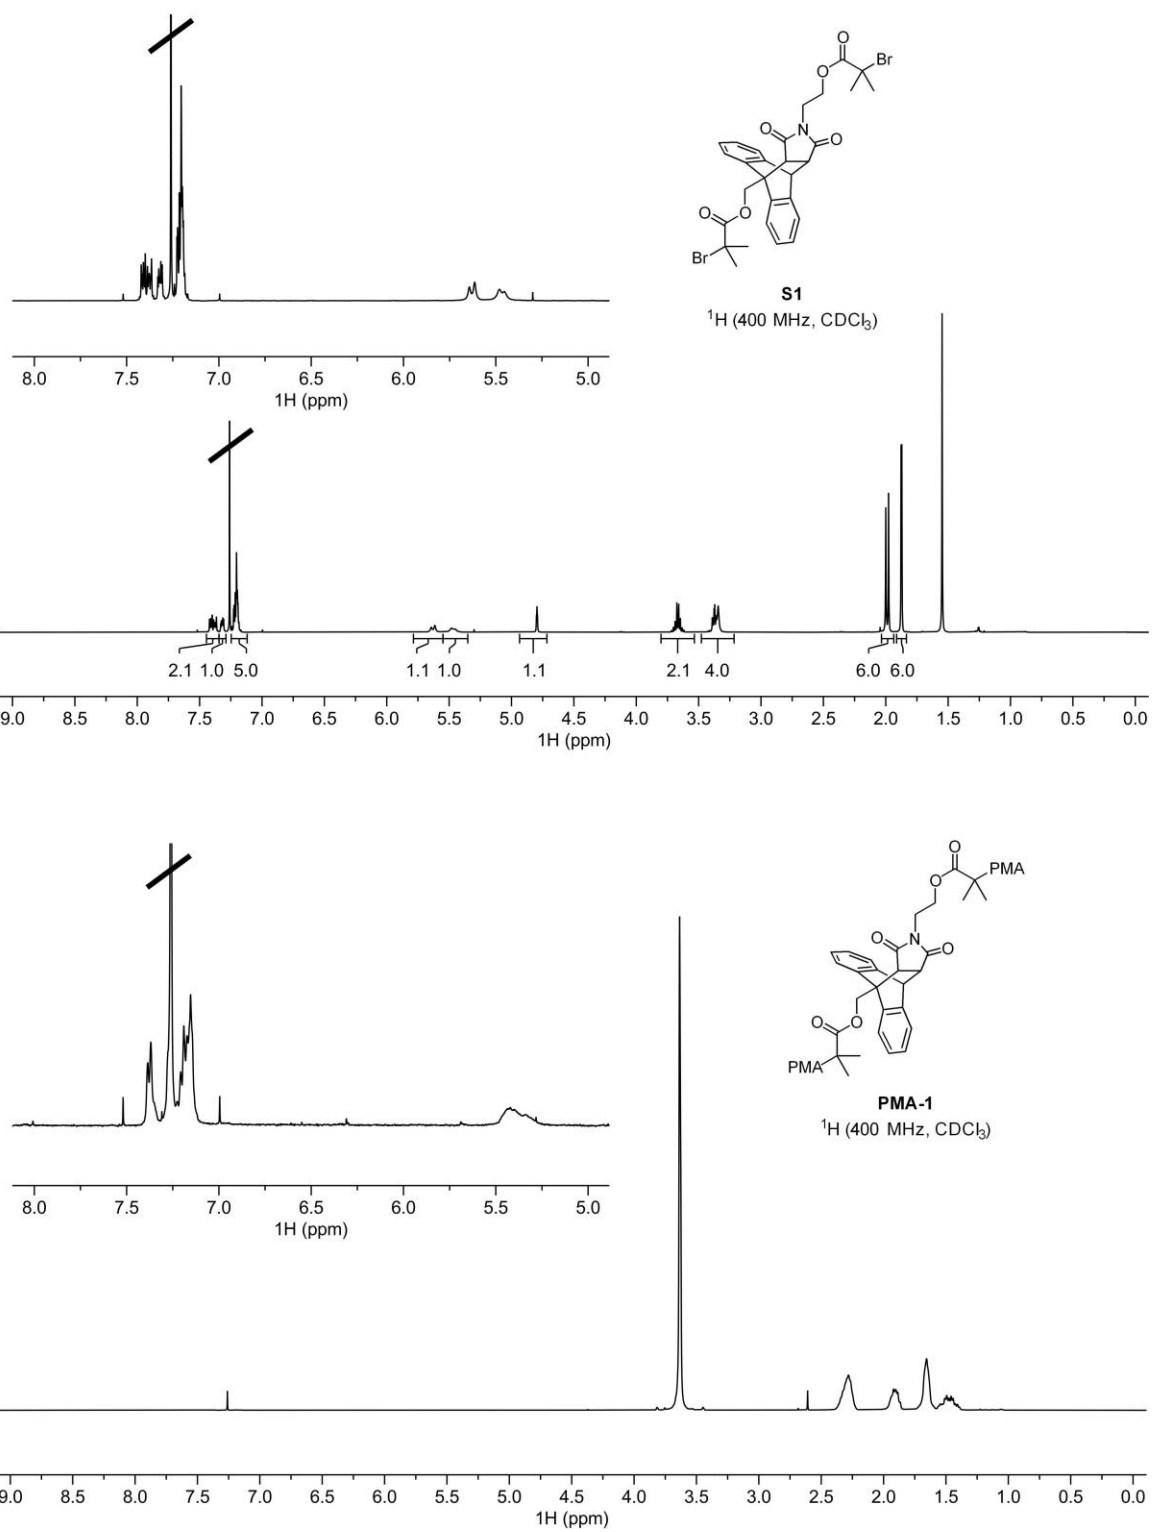 O
O
Br
N
O
O
O
O
Br
S1
¹H (400 MHz, CDCl₃)
8.0 7.5 7.0 6.5 6.0 5.5 5.0
1H (ppm)
2.1 1.0 5.0 1.1 1.0 1.1 2.1 4.0 6.0 6.0
9.0 8.5 8.0 7.5 7.0 6.5 6.0 5.5 5.0 4.5 4.0 3.5 3.0 2.5 2.0 1.5 1.0 0.5 0.0
1H (ppm)
O
O
PMA
N
O
O
O
O
PMA
PMA-1
¹H (400 MHz, CDCl₃)
8.0 7.5 7.0 6.5 6.0 5.5 5.0
1H (ppm)
9.0 8.5 8.0 7.5 7.0 6.5 6.0 5.5 5.0 4.5 4.0 3.5 3.0 2.5 2.0 1.5 1.0 0.5 0.0
1H (ppm)